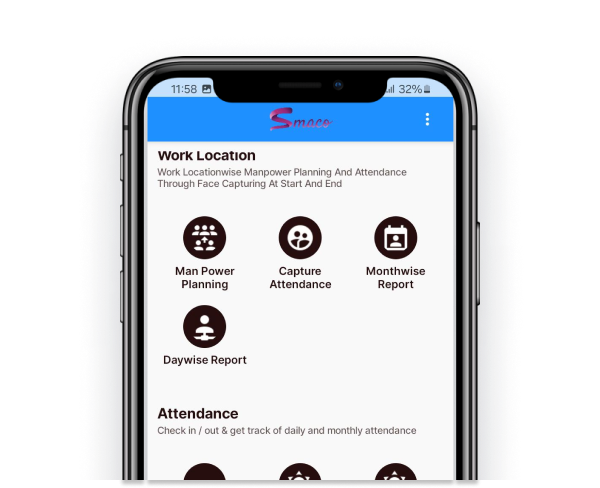 11:58 32%
Smaco
Work Location
Work Locationwise Manpower Planning And Attendance
Through Face Capturing At Start And End
Man Power
Planning
Capture
Attendance
Monthwise
Report
Daywise Report
Attendance
Check in / out & get track of daily and monthly attendance